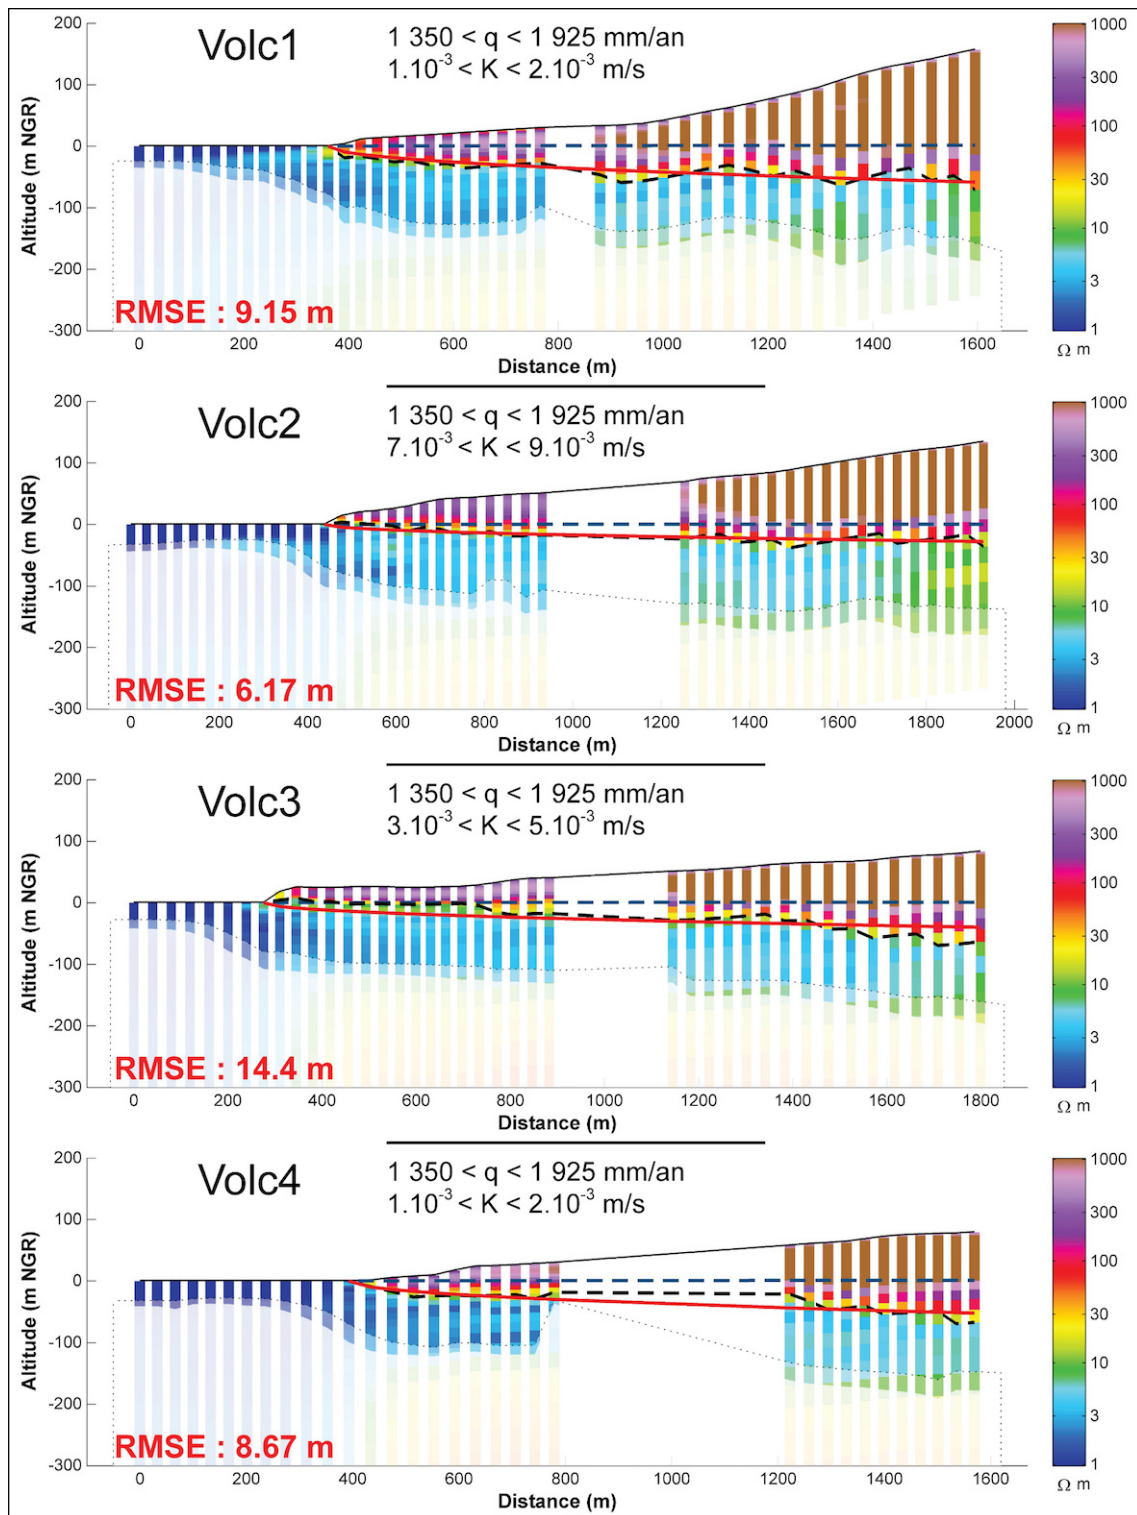 Volc1
1 350 < q < 1 925 mm/an
1.10⁻³ < K < 2.10⁻³ m/s
Altitude (m NGR)
200
100
0
-100
-200
-300
RMSE : 9.15 m
0 200 400 600 800 1000 1200 1400 1600
Distance (m)
1000
300
100
30
10
3
1
Ω m
Volc2
1 350 < q < 1 925 mm/an
7.10⁻³ < K < 9.10⁻³ m/s
Altitude (m NGR)
200
100
0
-100
-200
-300
RMSE : 6.17 m
0 200 400 600 800 1000 1200 1400 1600 1800 2000
Distance (m)
1000
300
100
30
10
3
1
Ω m
Volc3
1 350 < q < 1 925 mm/an
3.10⁻³ < K < 5.10⁻³ m/s
Altitude (m NGR)
200
100
0
-100
-200
-300
RMSE : 14.4 m
0 200 400 600 800 1000 1200 1400 1600 1800
Distance (m)
1000
300
100
30
10
3
1
Ω m
Volc4
1 350 < q < 1 925 mm/an
1.10⁻³ < K < 2.10⁻³ m/s
Altitude (m NGR)
200
100
0
-100
-200
-300
RMSE : 8.67 m
0 200 400 600 800 1000 1200 1400 1600
Distance (m)
1000
300
100
30
10
3
1
Ω m